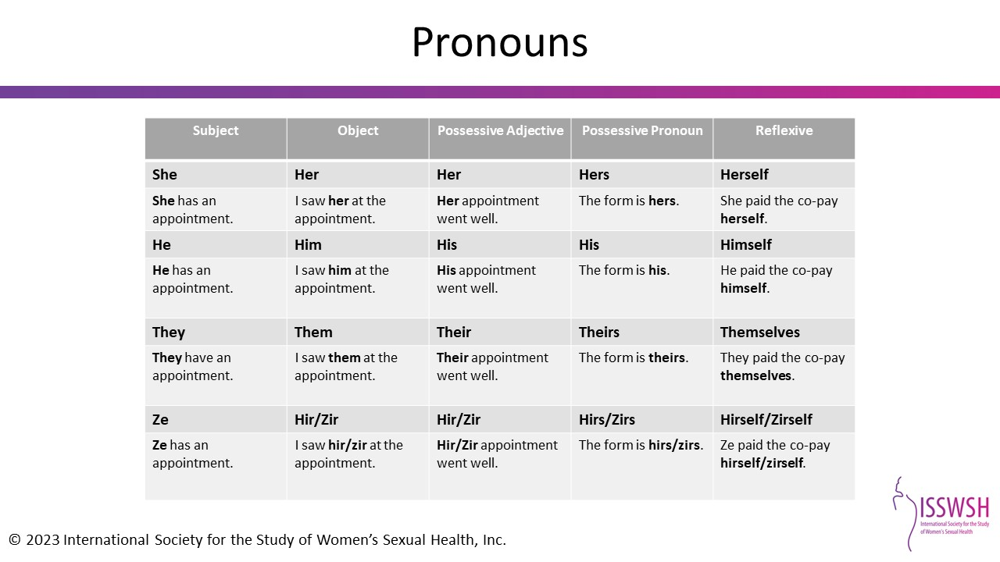 Pronouns
Subject Object Possessive Adjective Possessive Pronoun Reflexive
She Her Her Hers Herself
She has an appointment. I saw her at the appointment. Her appointment went well. The form is hers. She paid the co-pay herself.
He Him His His Himself
He has an appointment. I saw him at the appointment. His appointment went well. The form is his. He paid the co-pay himself.
They Them Their Theirs Themselves
They have an appointment. I saw them at the appointment. Their appointment went well. The form is theirs. They paid the co-pay themselves.
Ze Hir/Zir Hir/Zir Hirs/Zirs Hirself/Zirself
Ze has an appointment. I saw hir/zir at the appointment. Hir/Zir appointment went well. The form is hirs/zirs. Ze paid the co-pay hirself/zirself.
ISSWSH
International Society for the Study
of Women's Sexual Health
© 2023 International Society for the Study of Women’s Sexual Health, Inc.